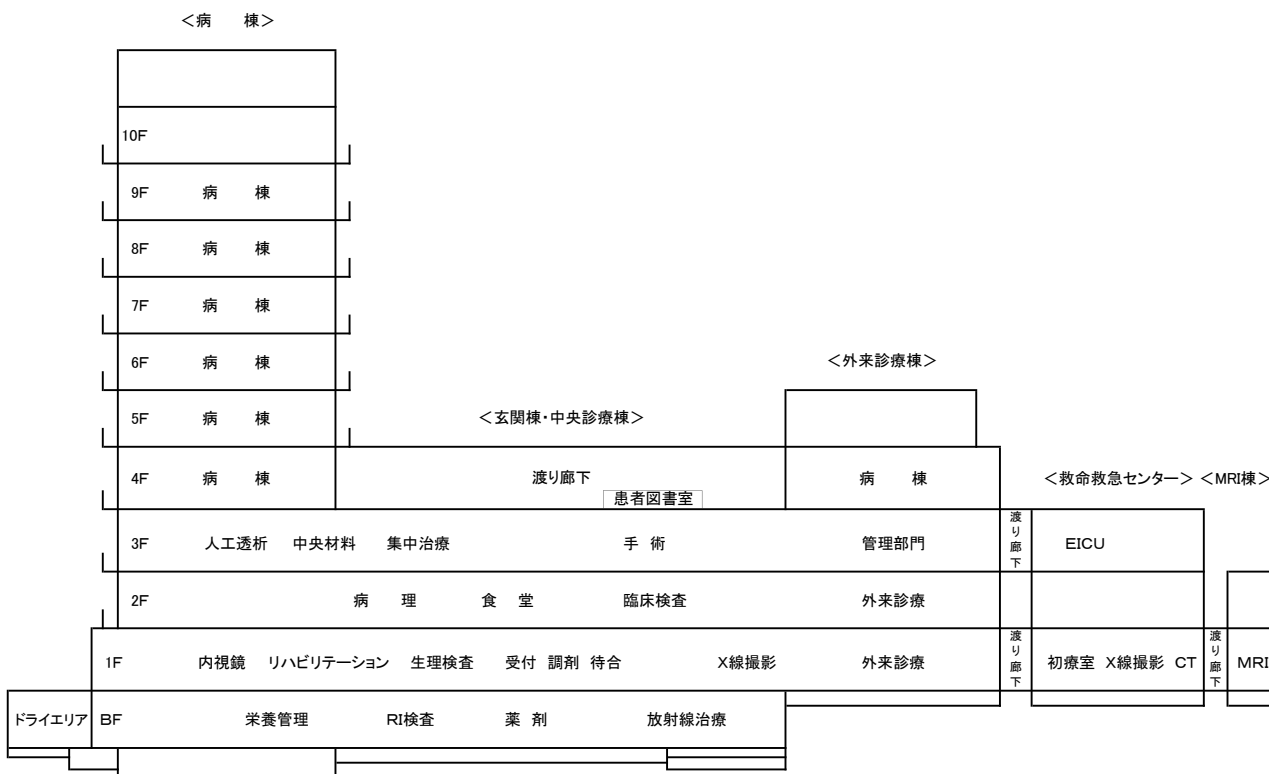 ＜病　棟＞
10F
9F 病　棟
8F 病　棟
7F 病　棟
6F 病　棟
＜外来診療棟＞
5F 病　棟
＜玄関棟・中央診療棟＞
4F 病　棟 渡り廊下 病　棟
＜救命救急センター＞ ＜MRI棟＞
患者図書室
3F 人工透析 中央材料 集中治療 手 術 管理部門 渡り廊下 EICU
2F 病　理 食　堂 臨床検査 外来診療
1F 内視鏡 リハビリテーション 生理検査 受付 調剤 待合 X線撮影 外来診療 渡り廊下 初療室 X線撮影 CT 渡り廊下 MRI
ドライエリア BF 栄養管理 RI検査 薬 剤 放射線治療